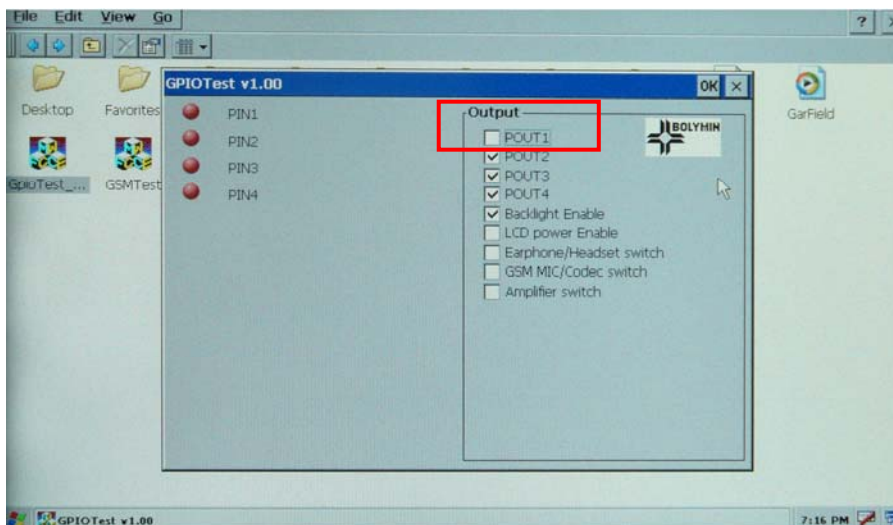 File Edit View Go
?
Desktop
Favorites
GpioTest_...
GSMTest
GarField
GPIOTest v1.00
OK
PIN1
PIN2
PIN3
PIN4
Output
BOLYMIN
POUT1
POUT2
POUT3
POUT4
Backlight Enable
LCD power Enable
Earphone/Headset switch
GSM MIC/Codec switch
Amplifier switch
GPIOTest v1.00
7:16 PM